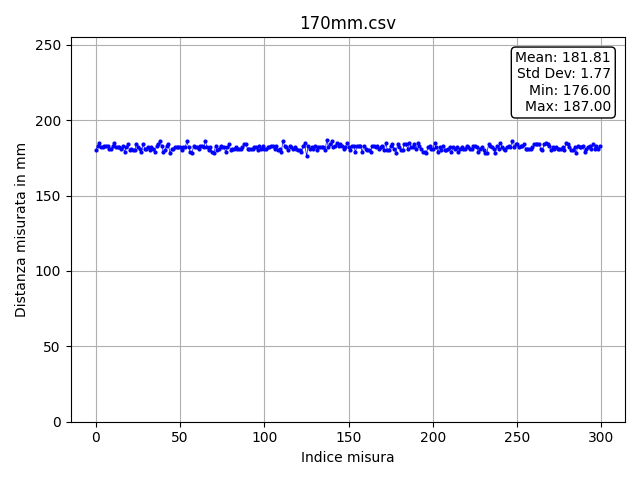 170mm.csv
Mean: 181.81
Std Dev: 1.77
Min: 176.00
Max: 187.00
Distanza misurata in mm
250
200
150
100
50
0
0 50 100 150 200 250 300
Indice misura